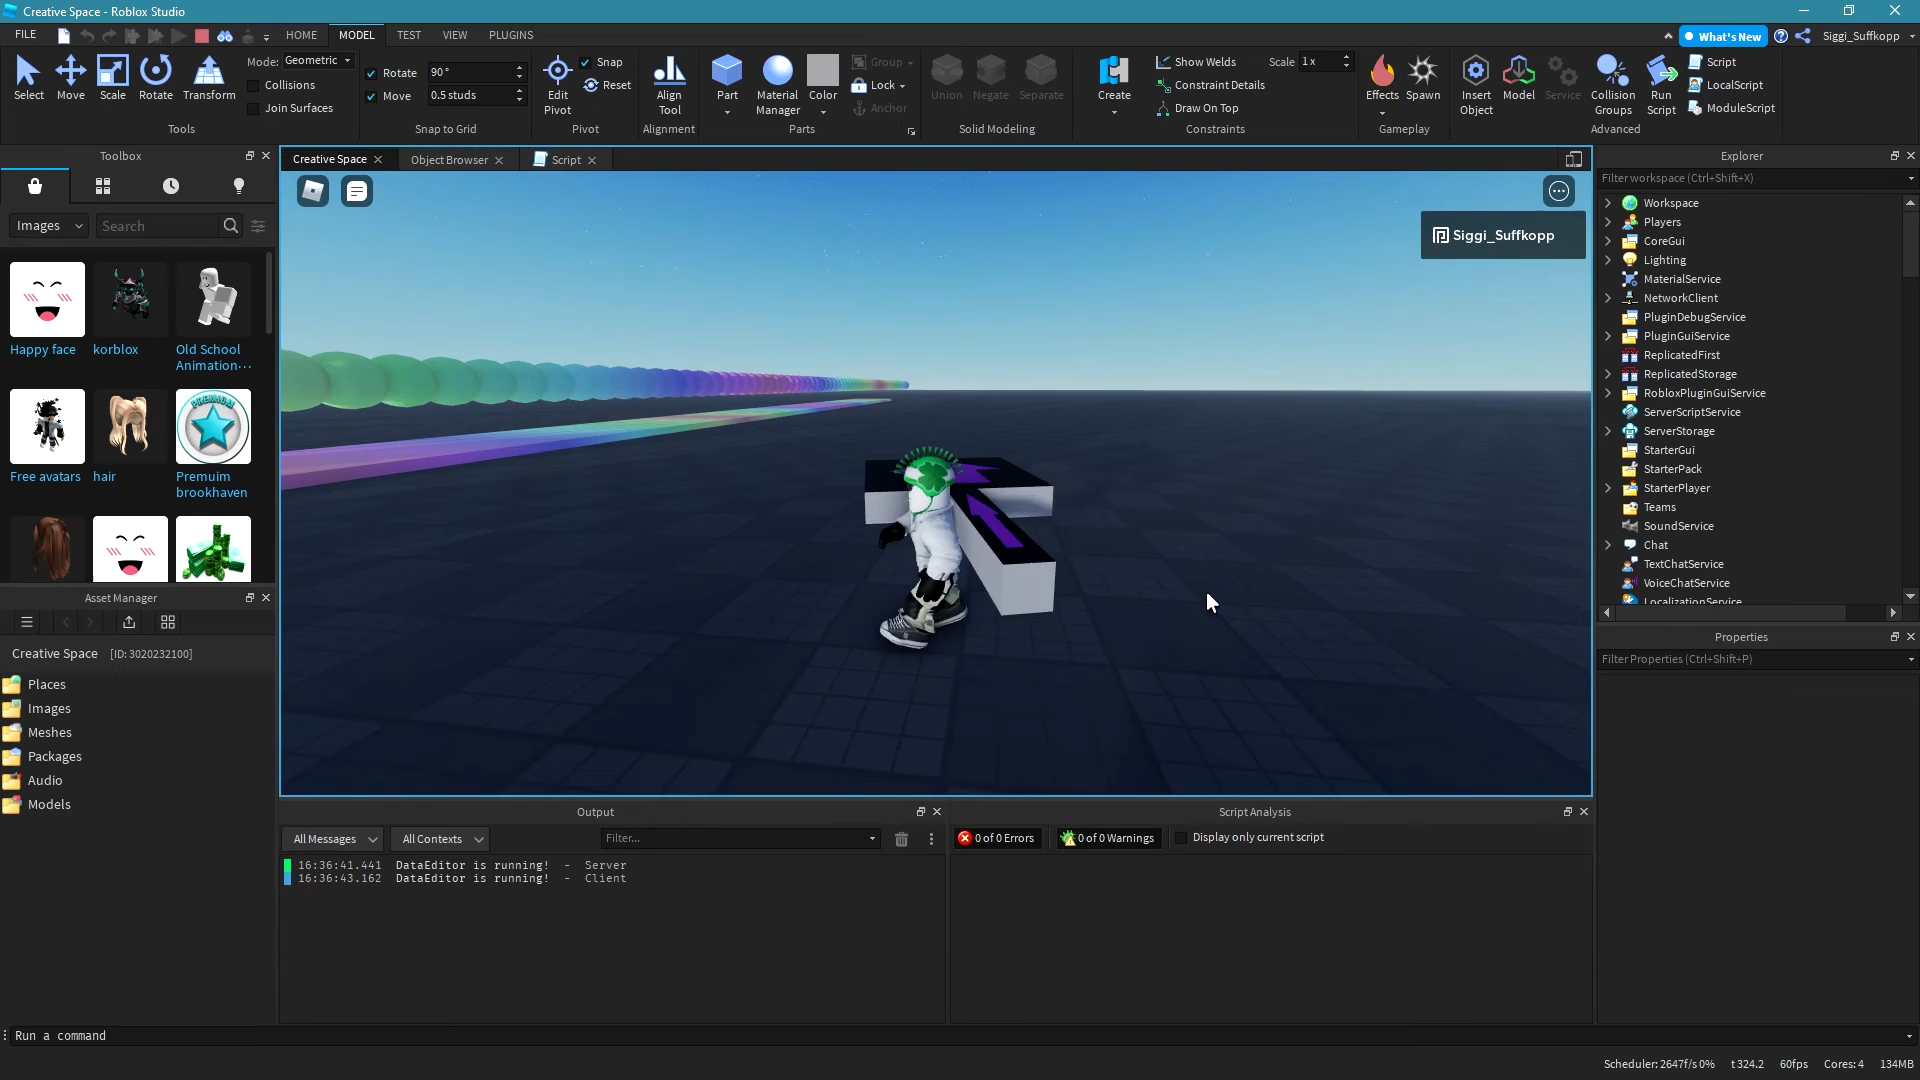 Creative Space - Roblox Studio
FILE
HOME
MODEL
TEST
VIEW
PLUGINS
What's New
Siggi_Suffkopp
Select
Move
Scale
Rotate
Transform
Mode:
Geometric
Collisions
Join Surfaces
Tools
Rotate
90°
Move
0.5 studs
Snap to Grid
Edit
Pivot
Snap
Reset
Pivot
Align
Tool
Alignment
Part
Material
Manager
Color
Group
Lock
Anchor
Parts
Union
Negate
Separate
Solid Modeling
Create
Show Welds
Constraint Details
Draw On Top
Scale
1 x
Constraints
Effects
Spawn
Gameplay
Insert
Object
Model
Service
Collision
Groups
Run
Script
Script
LocalScript
ModuleScript
Advanced
Toolbox
Images
Search
Happy face
korblox
Old School
Animation···
PREMIUM
Free avatars
hair
Premuim
brookhaven
Asset Manager
Creative Space
[ID: 3020232100]
Places
Images
Meshes
Packages
Audio
Models
Creative Space
Object Browser
Script
Siggi_Suffkopp
Output
All Messages
All Contexts
Filter...
16:36:41.441 DataEditor is running! - Server
16:36:43.162 DataEditor is running! - Client
Script Analysis
0 of 0 Errors
0 of 0 Warnings
Display only current script
Explorer
Filter workspace (Ctrl+Shift+X)
Workspace
Players
CoreGui
Lighting
MaterialService
NetworkClient
PluginDebugService
PluginGuiService
ReplicatedFirst
ReplicatedStorage
RobloxPluginGuiService
ServerScriptService
ServerStorage
StarterGui
StarterPack
StarterPlayer
Teams
SoundService
Chat
TextChatService
VoiceChatService
LocalizationService
Properties
Filter Properties (Ctrl+Shift+P)
Run a command
Scheduler: 2647f/s 0%
t 324.2
60fps
Cores: 4
134MB